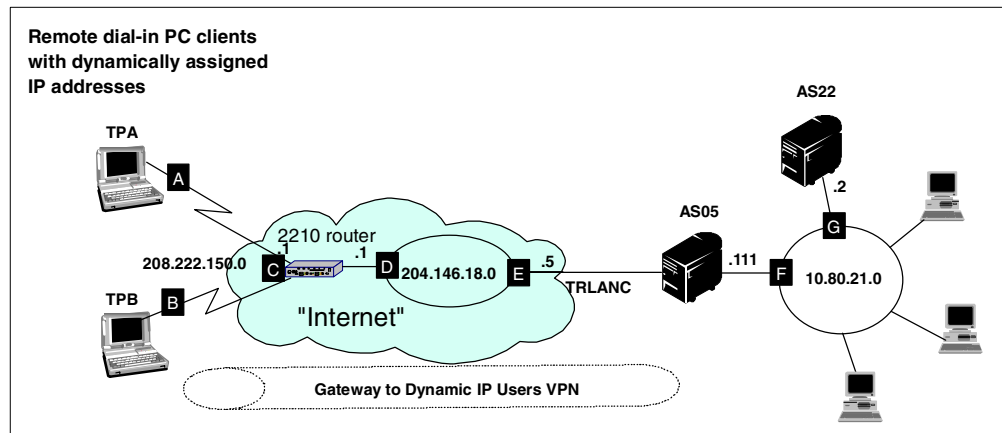 Remote dial-in PC clients
with dynamically assigned
IP addresses
AS22
TPA
A
.2
AS05
G
2210 router
.1
.1
.5
.111
208.222.150.0
C
D
204.146.18.0
E
F
10.80.21.0
TRLANC
TPB
B
"Internet"
Gateway to Dynamic IP Users VPN